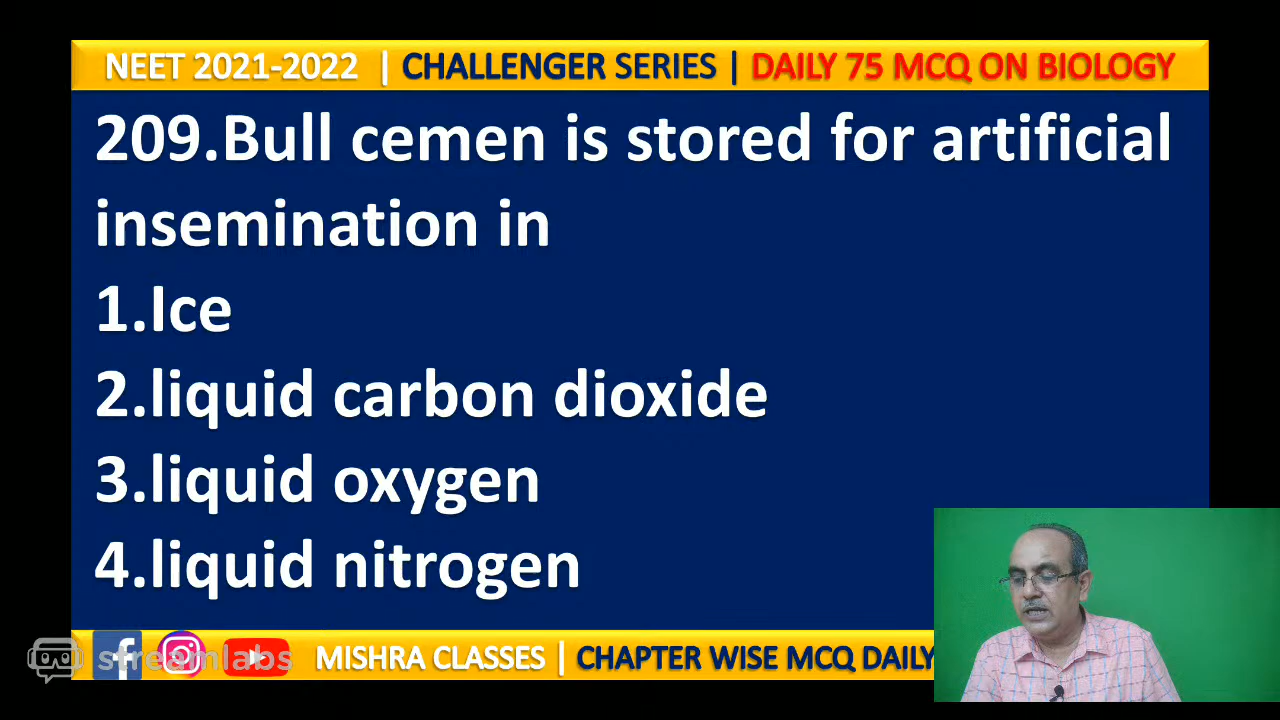 NEET 2021-2022 | CHALLENGER SERIES | DAILY 75 MCQ ON BIOLOGY
209.Bull cemen is stored for artificial
insemination in
1.Ice
2.liquid carbon dioxide
3.liquid oxygen
4.liquid nitrogen
streamlabs MISHRA CLASSES | CHAPTER WISE MCQ DAILY